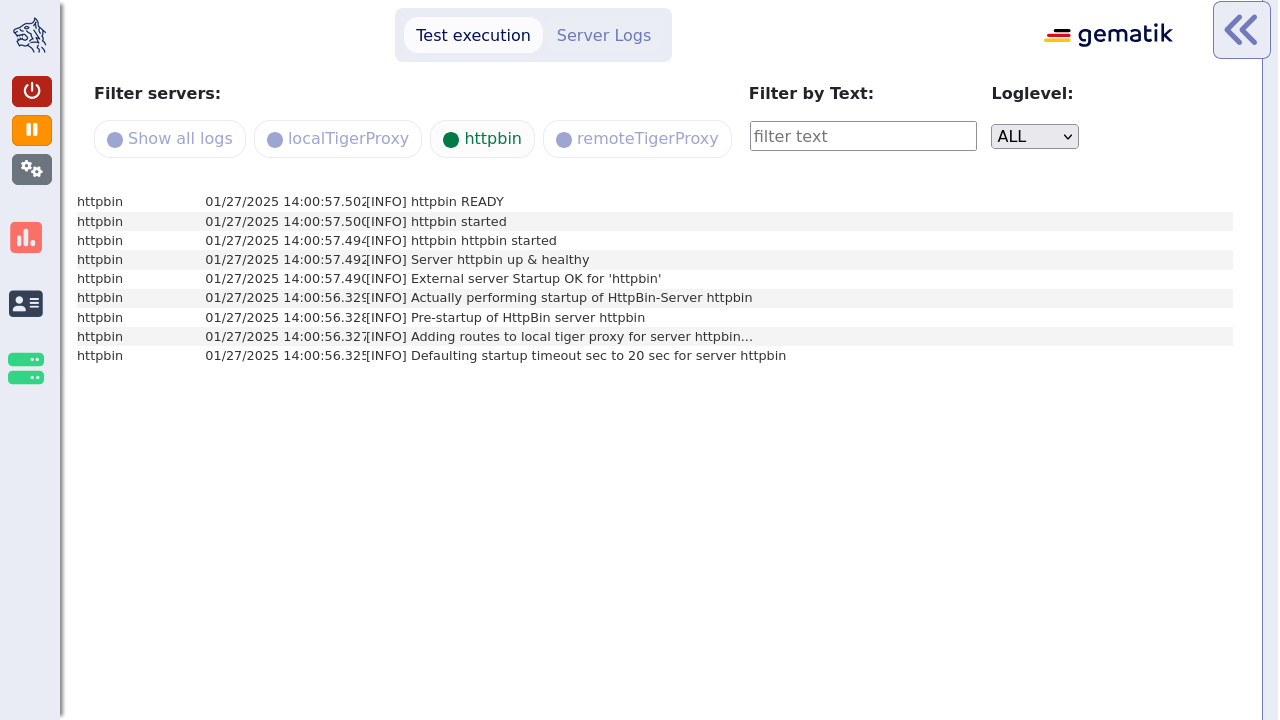 Test execution Server Logs
gematik
Filter servers: Filter by Text: Loglevel:
Show all logs localTigerProxy httpbin remoteTigerProxy filter text ALL
httpbin 01/27/2025 14:00:57.502 [INFO] httpbin READY
httpbin 01/27/2025 14:00:57.500 [INFO] httpbin started
httpbin 01/27/2025 14:00:57.494 [INFO] httpbin httpbin started
httpbin 01/27/2025 14:00:57.492 [INFO] Server httpbin up & healthy
httpbin 01/27/2025 14:00:57.490 [INFO] External server Startup OK for 'httpbin'
httpbin 01/27/2025 14:00:56.329 [INFO] Actually performing startup of HttpBin-Server httpbin
httpbin 01/27/2025 14:00:56.328 [INFO] Pre-startup of HttpBin server httpbin
httpbin 01/27/2025 14:00:56.327 [INFO] Adding routes to local tiger proxy for server httpbin...
httpbin 01/27/2025 14:00:56.325 [INFO] Defaulting startup timeout sec to 20 sec for server httpbin